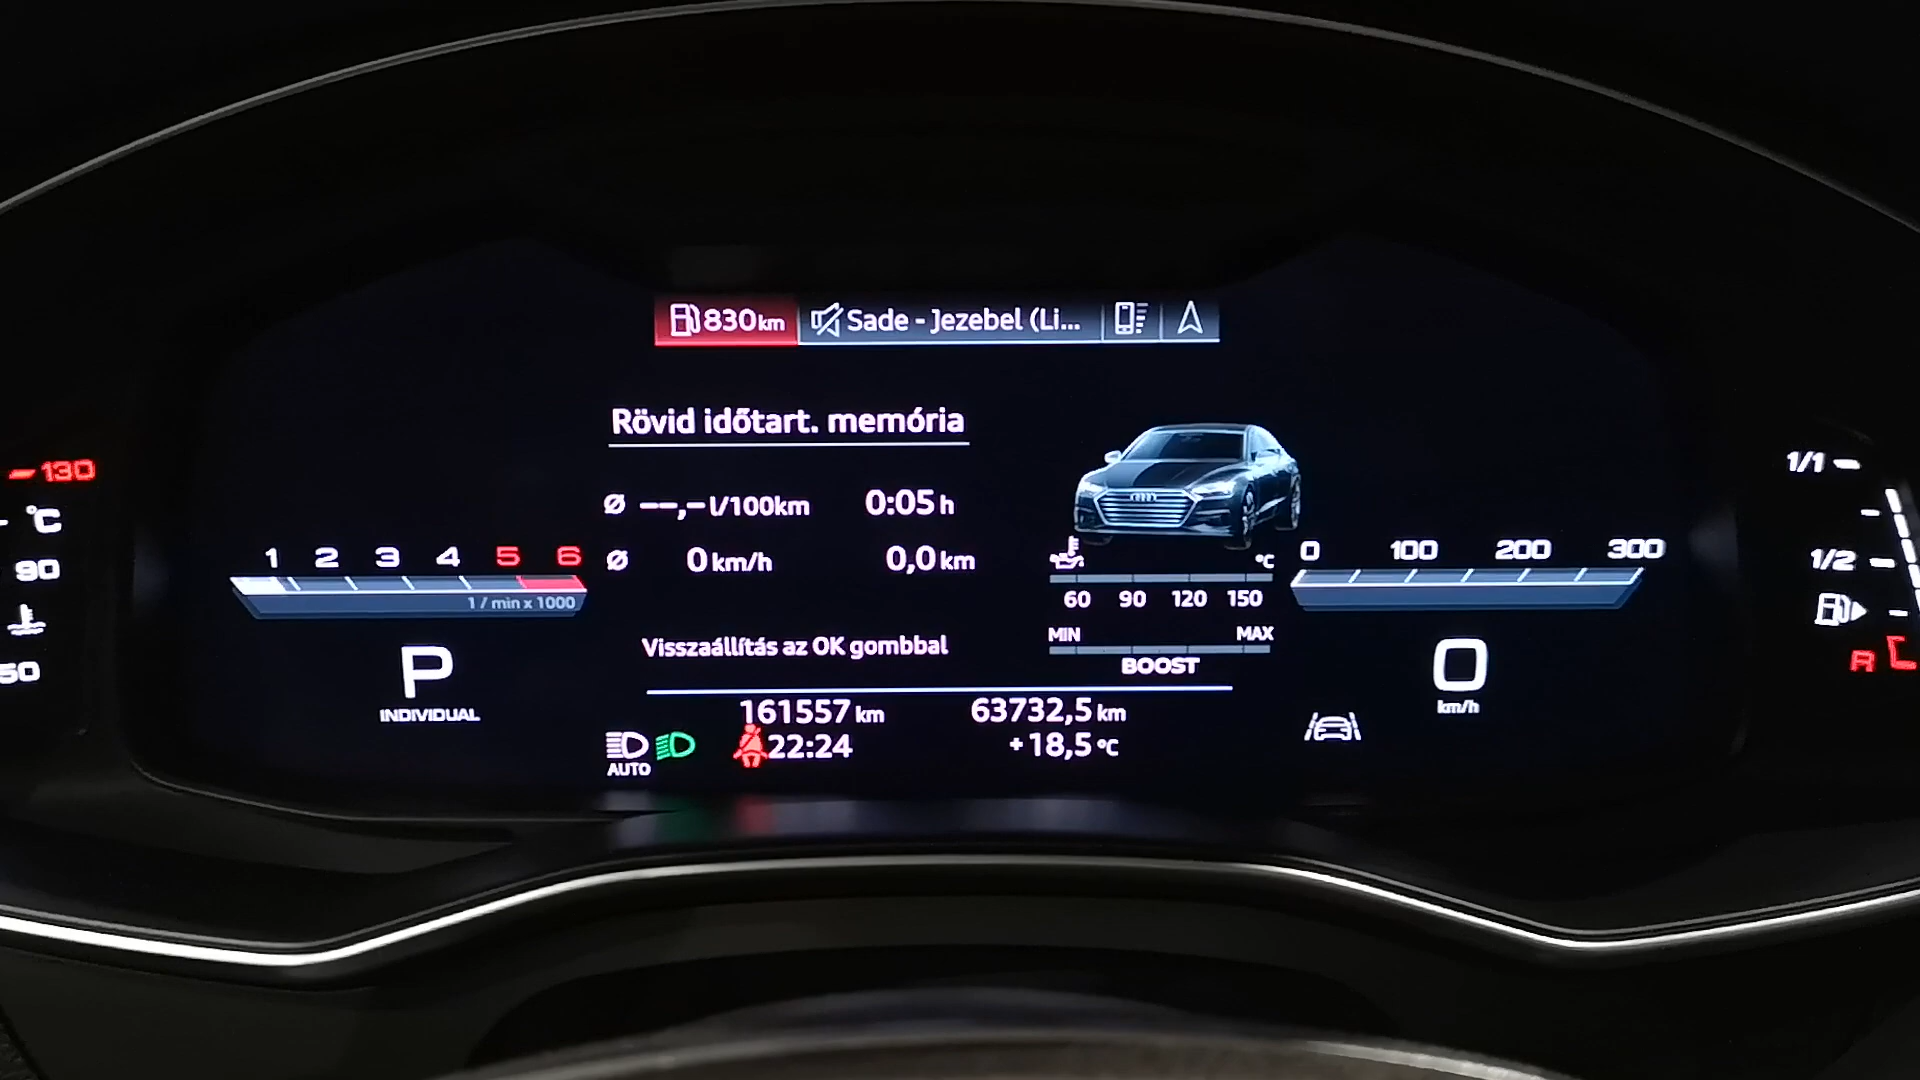 830 km Sade - Jezebel (Li...
Rövid időtart. memória
Ø --,- l/100km 0:05 h
Ø 0 km/h 0,0 km
Visszaállítás az OK gombbal
130
°C
90
50
1 2 3 4 5 6
1 / min x 1000
P
INDIVIDUAL
°C
60 90 120 150
MIN MAX
BOOST
0 100 200 300
0
km/h
1/1
1/2
R
161557 km 63732,5 km
AUTO
22:24 +18,5 °C